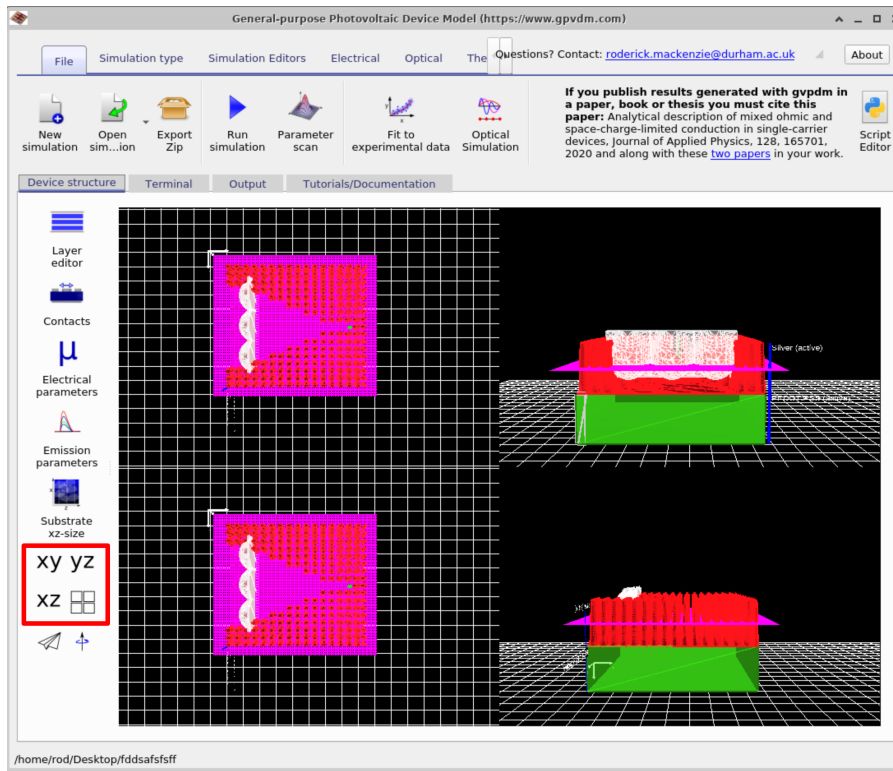 General-purpose Photovoltaic Device Model (https://www.gpvdm.com)
File
Simulation type
Simulation Editors
Electrical
Optical
The
Questions? Contact: roderick.mackenzie@durham.ac.uk
About
New
simulation
Open
sim...ion
Export
Zip
Run
simulation
Parameter
scan
Fit to
experimental data
Optical
Simulation
If you publish results generated with gvpdm in
a paper, book or thesis you must cite this
paper: Analytical description of mixed ohmic and
space-charge-limited conduction in single-carrier
devices, Journal of Applied Physics, 128, 165701,
2020 and along with these two papers in your work.
Script
Editor
Device structure
Terminal
Output
Tutorials/Documentation
Layer
editor
Contacts
μ
Electrical
parameters
Emission
parameters
Substrate
xz-size
xy yz
xz
Silver (active)
/home/rod/Desktop/fddsafsfsff